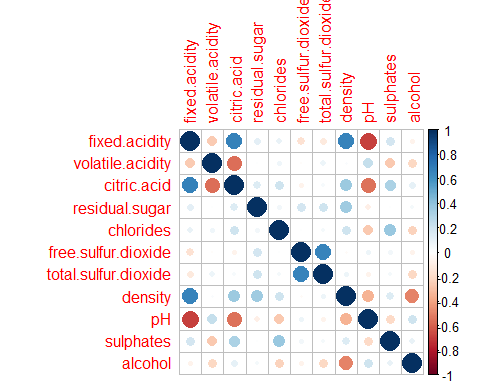 fixed.acidity
volatile.acidity
citric.acid
residual.sugar
chlorides
free.sulfur.dioxide
total.sulfur.dioxide
density
pH
sulphates
alcohol
fixed.acidity
volatile.acidity
citric.acid
residual.sugar
chlorides
free.sulfur.dioxide
total.sulfur.dioxide
density
pH
sulphates
alcohol
1
0.8
0.6
0.4
0.2
0
-0.2
-0.4
-0.6
-0.8
-1